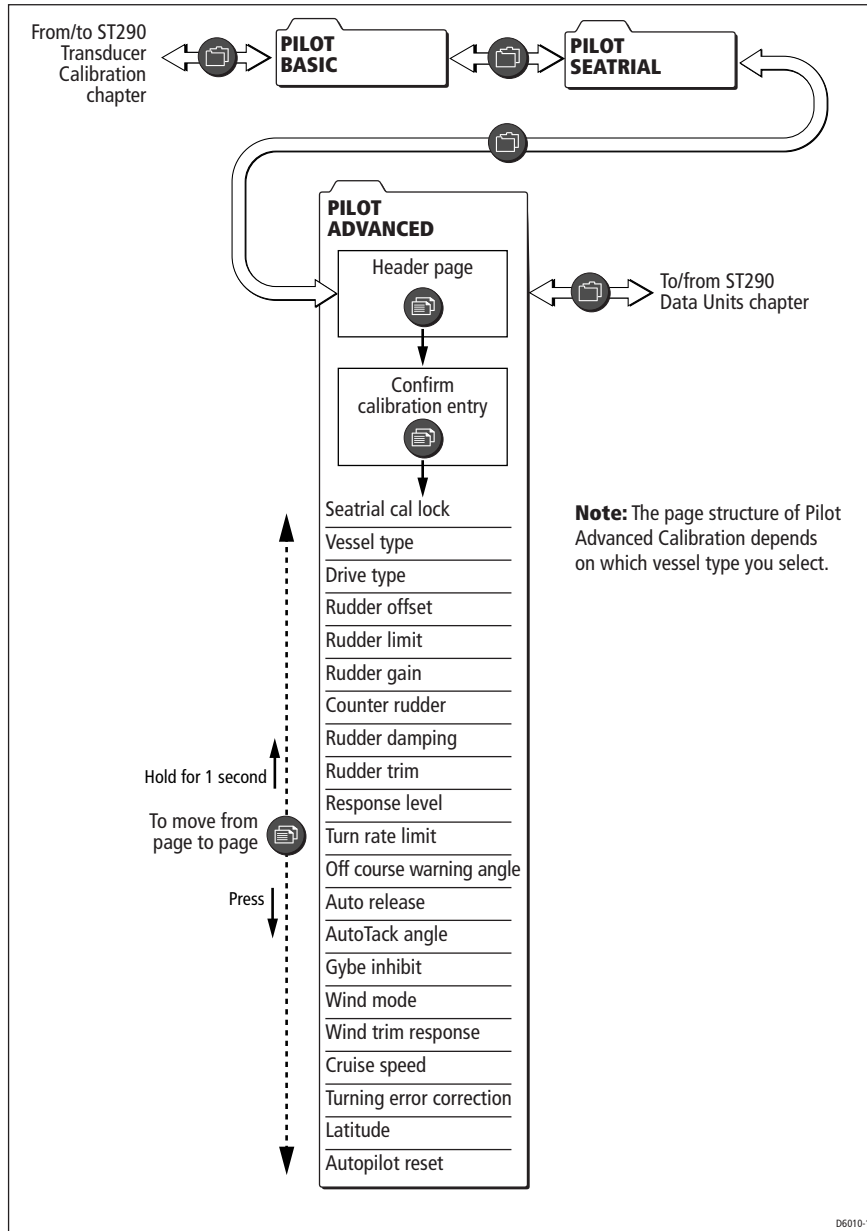 From/to ST290
Transducer
Calibration
chapter
PILOT
BASIC
PILOT
SEATRIAL
PILOT
ADVANCED
Header page
To/from ST290
Data Units chapter
Confirm
calibration entry
Note: The page structure of Pilot
Advanced Calibration depends
on which vessel type you select.
Seatrial cal lock
Vessel type
Drive type
Rudder offset
Rudder limit
Rudder gain
Counter rudder
Rudder damping
Rudder trim
Response level
Turn rate limit
Off course warning angle
Auto release
AutoTack angle
Gybe inhibit
Wind mode
Wind trim response
Cruise speed
Turning error correction
Latitude
Autopilot reset
Hold for 1 second
To move from
page to page
Press